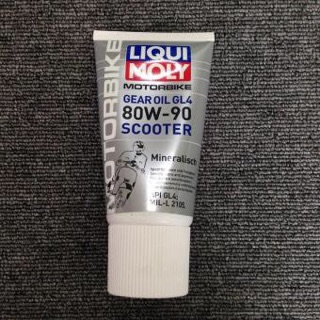 LIQUI
MOLY
MOTORBIKE
GEAR OIL GL4
80W-90
SCOOTER
MOTORBIKE
Mineralisch
API GL4;
MIL-L 2105